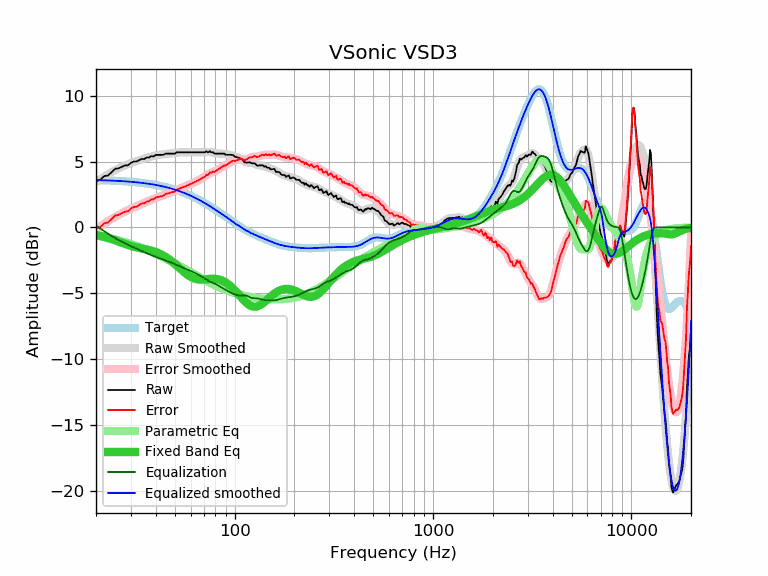 VSonic VSD3
Amplitude (dBr)
10
5
0
−5
−10
−15
−20
Target
Raw Smoothed
Error Smoothed
Raw
Error
Parametric Eq
Fixed Band Eq
Equalization
Equalized smoothed
100 1000 10000
Frequency (Hz)